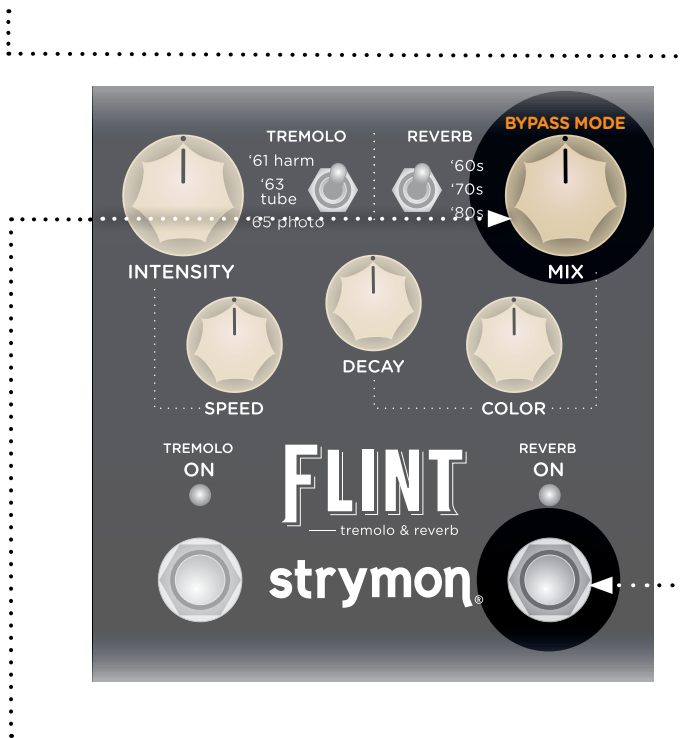 BYPASS MODE
TREMOLO
REVERB
‘61 harm
‘63
tube
‘65 photo
‘60s
‘70s
‘80s
INTENSITY
MIX
DECAY
SPEED
COLOR
TREMOLO
ON
REVERB
ON
FLINT
tremolo & reverb
strymon®